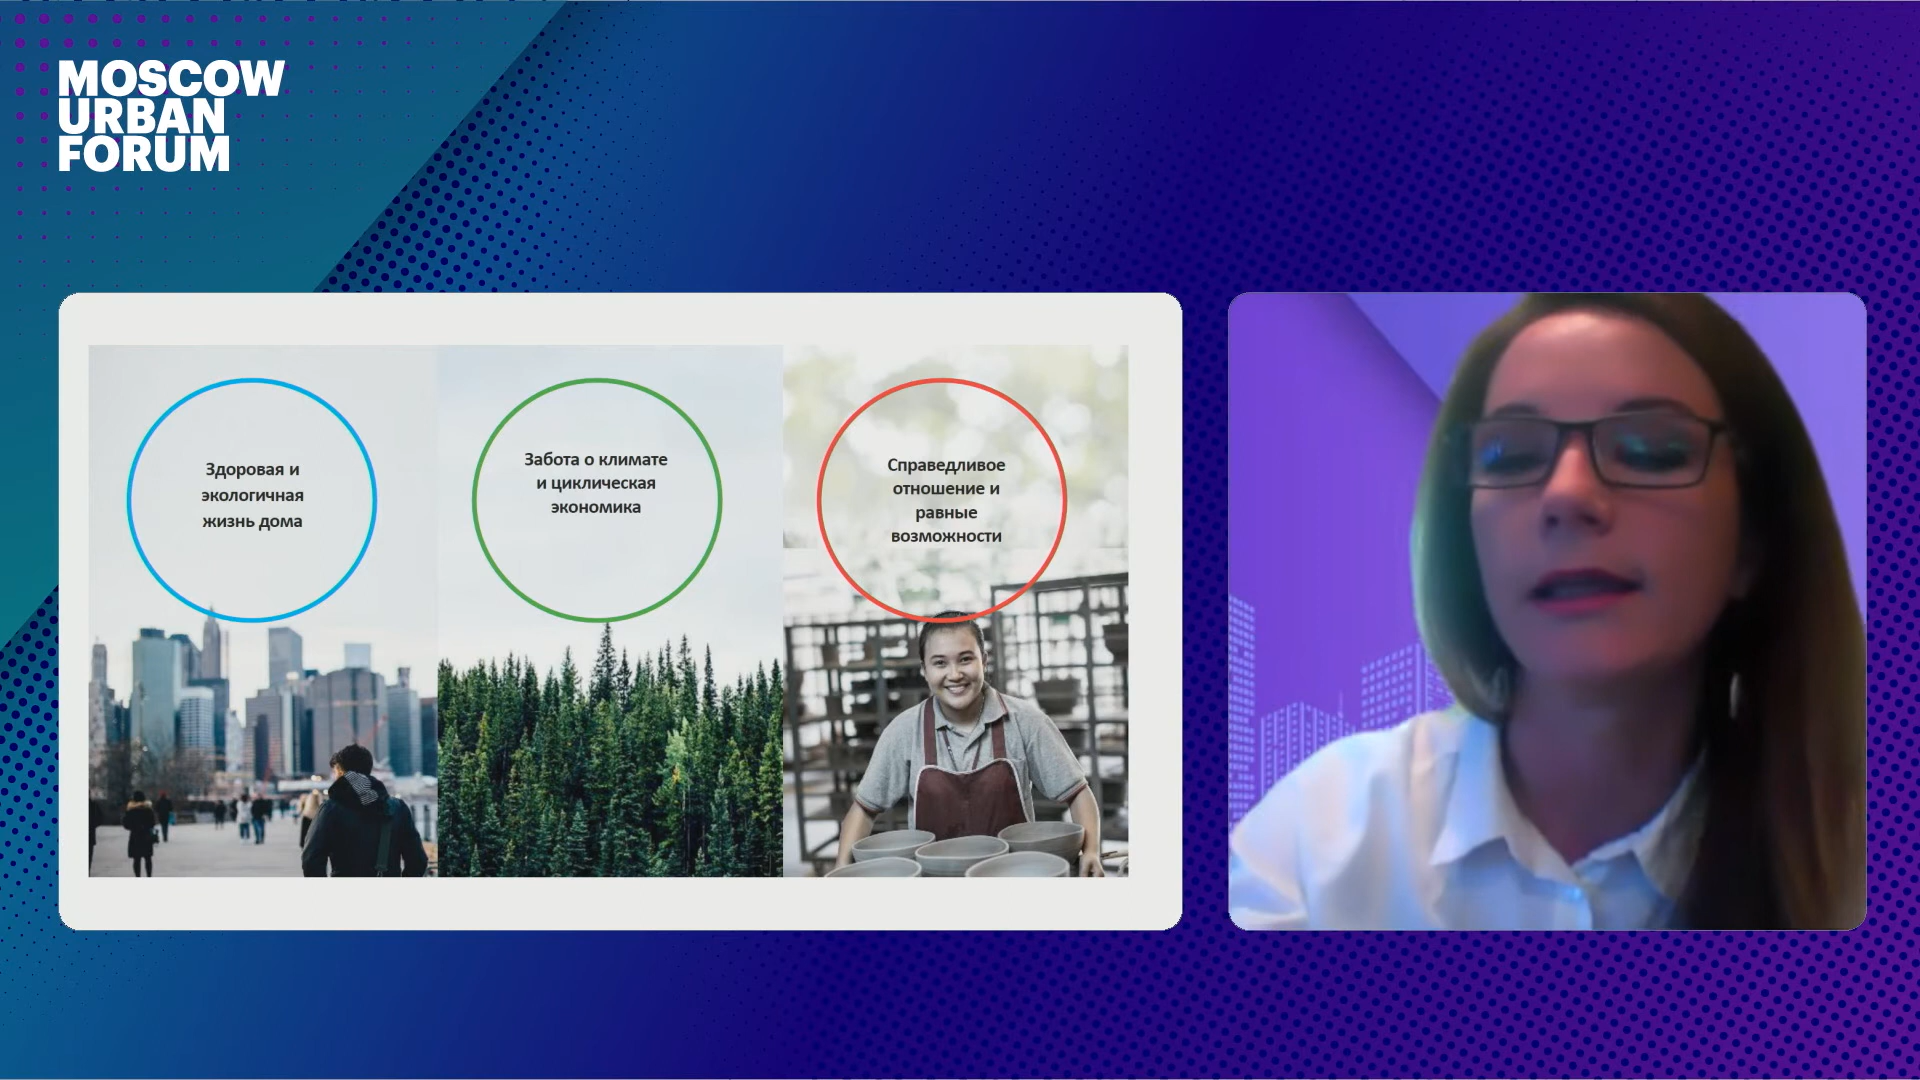 MOSCOW
URBAN
FORUM
Здоровая и
экологичная
жизнь дома
Забота о климате
и циклическая
экономика
Справедливое
отношение и
равные
возможности